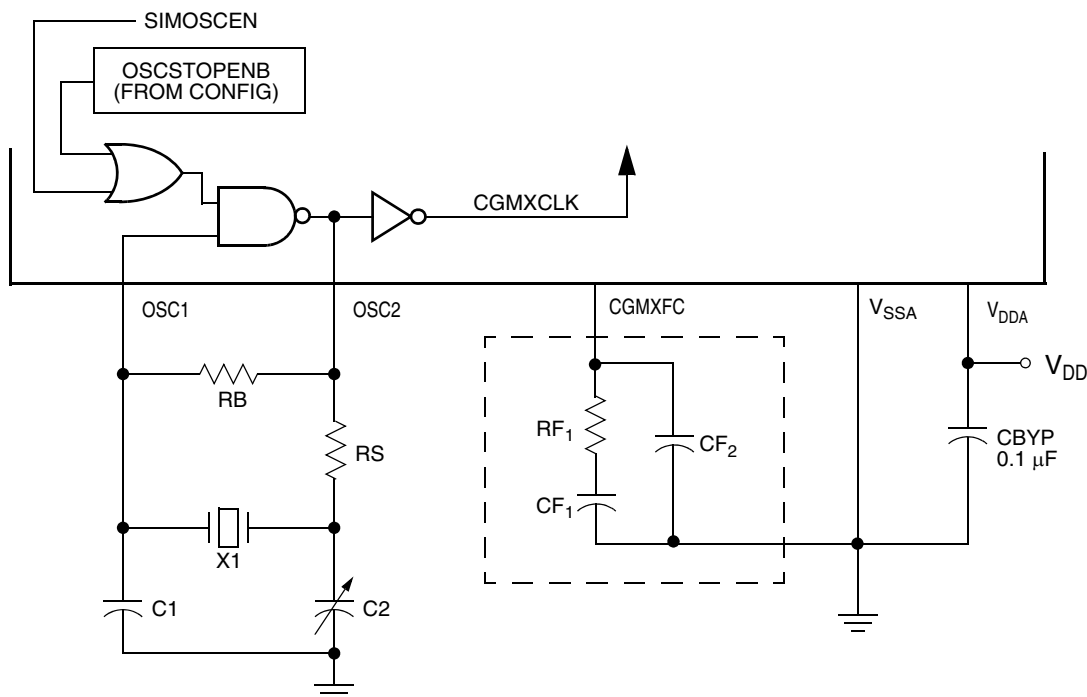 SIMOSCEN
OSCSTOPENB
(FROM CONFIG)
CGMXCLK
OSC1
OSC2
CGMXFC
VSSA
VDDA
VDD
RB
RS
RF1
CF2
CBYP
0.1 μF
CF1
X1
C1
C2